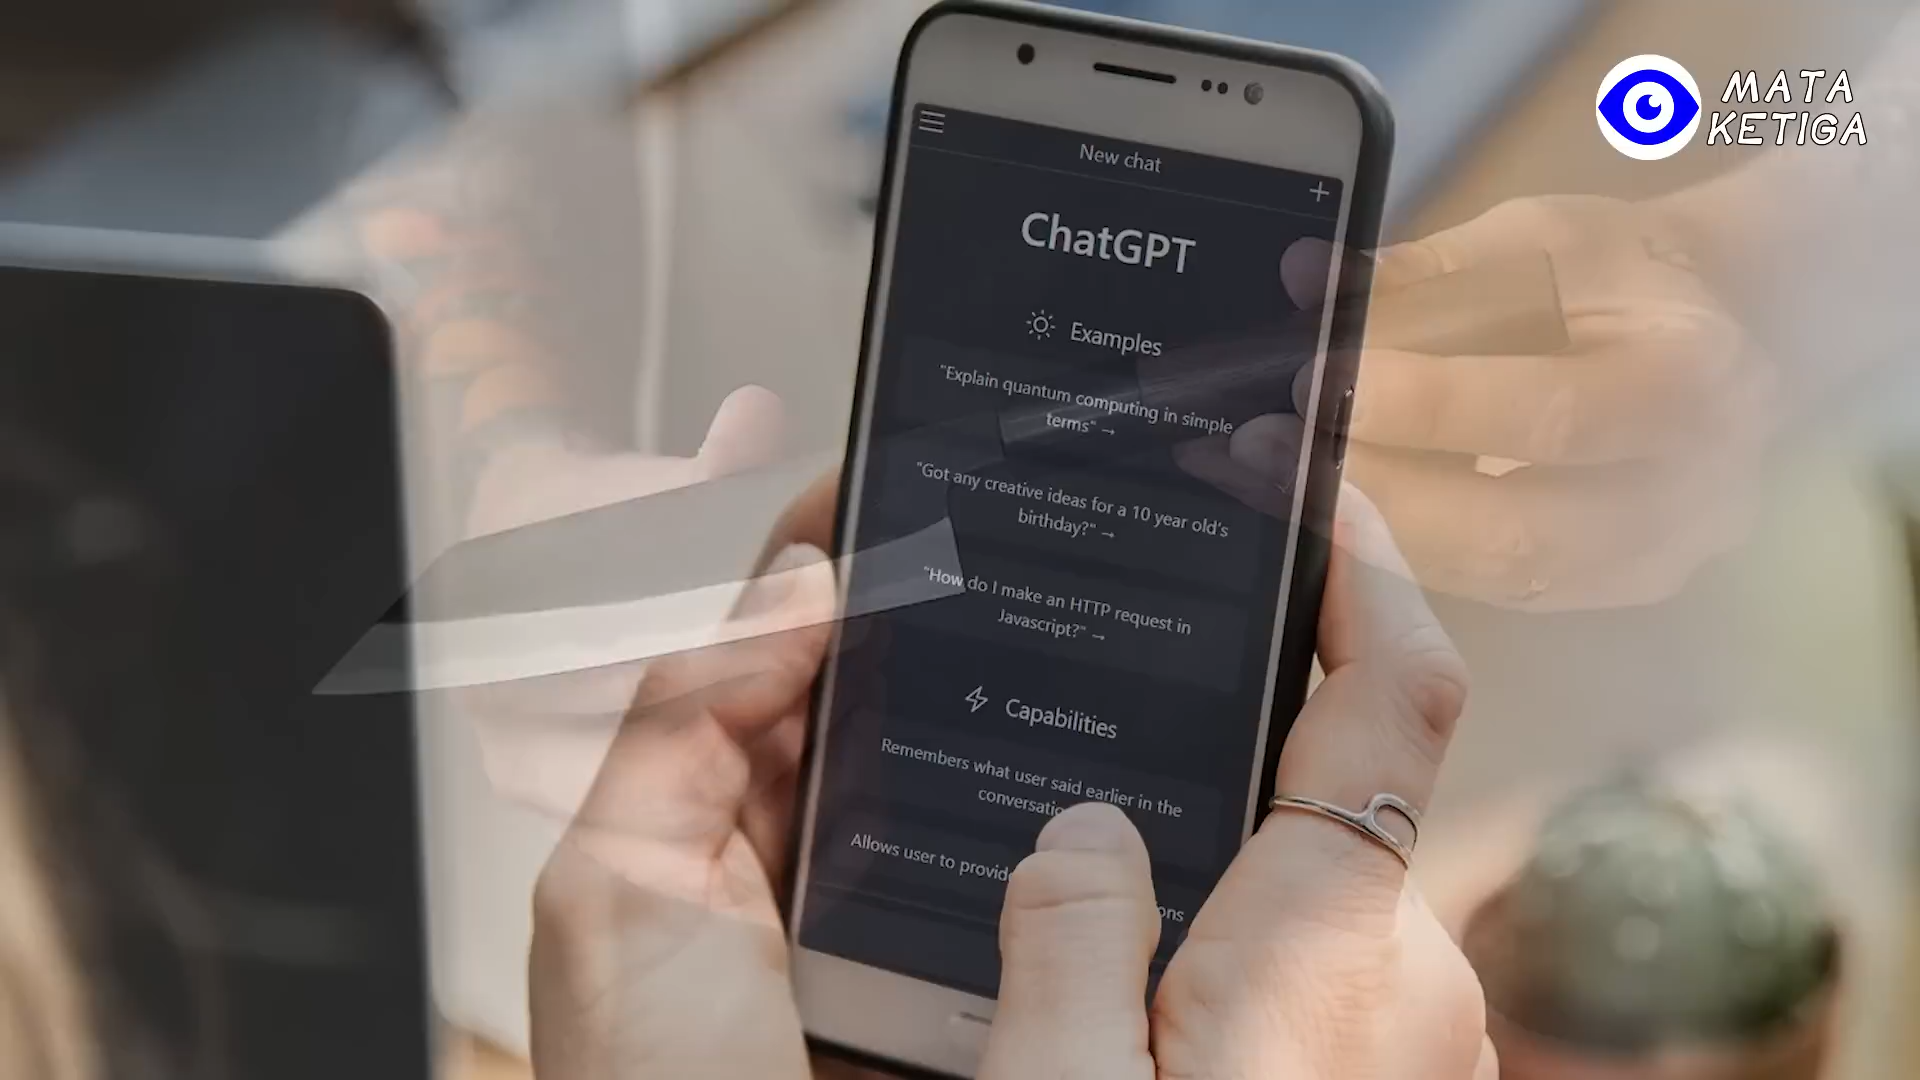 MATA
KETIGA
New chat
ChatGPT
Examples
"Explain quantum computing in simple
terms" →
"Got any creative ideas for a 10 year old's
birthday?" →
"How do I make an HTTP request in
Javascript?" →
Capabilities
Remembers what user said earlier in the
Allows user to